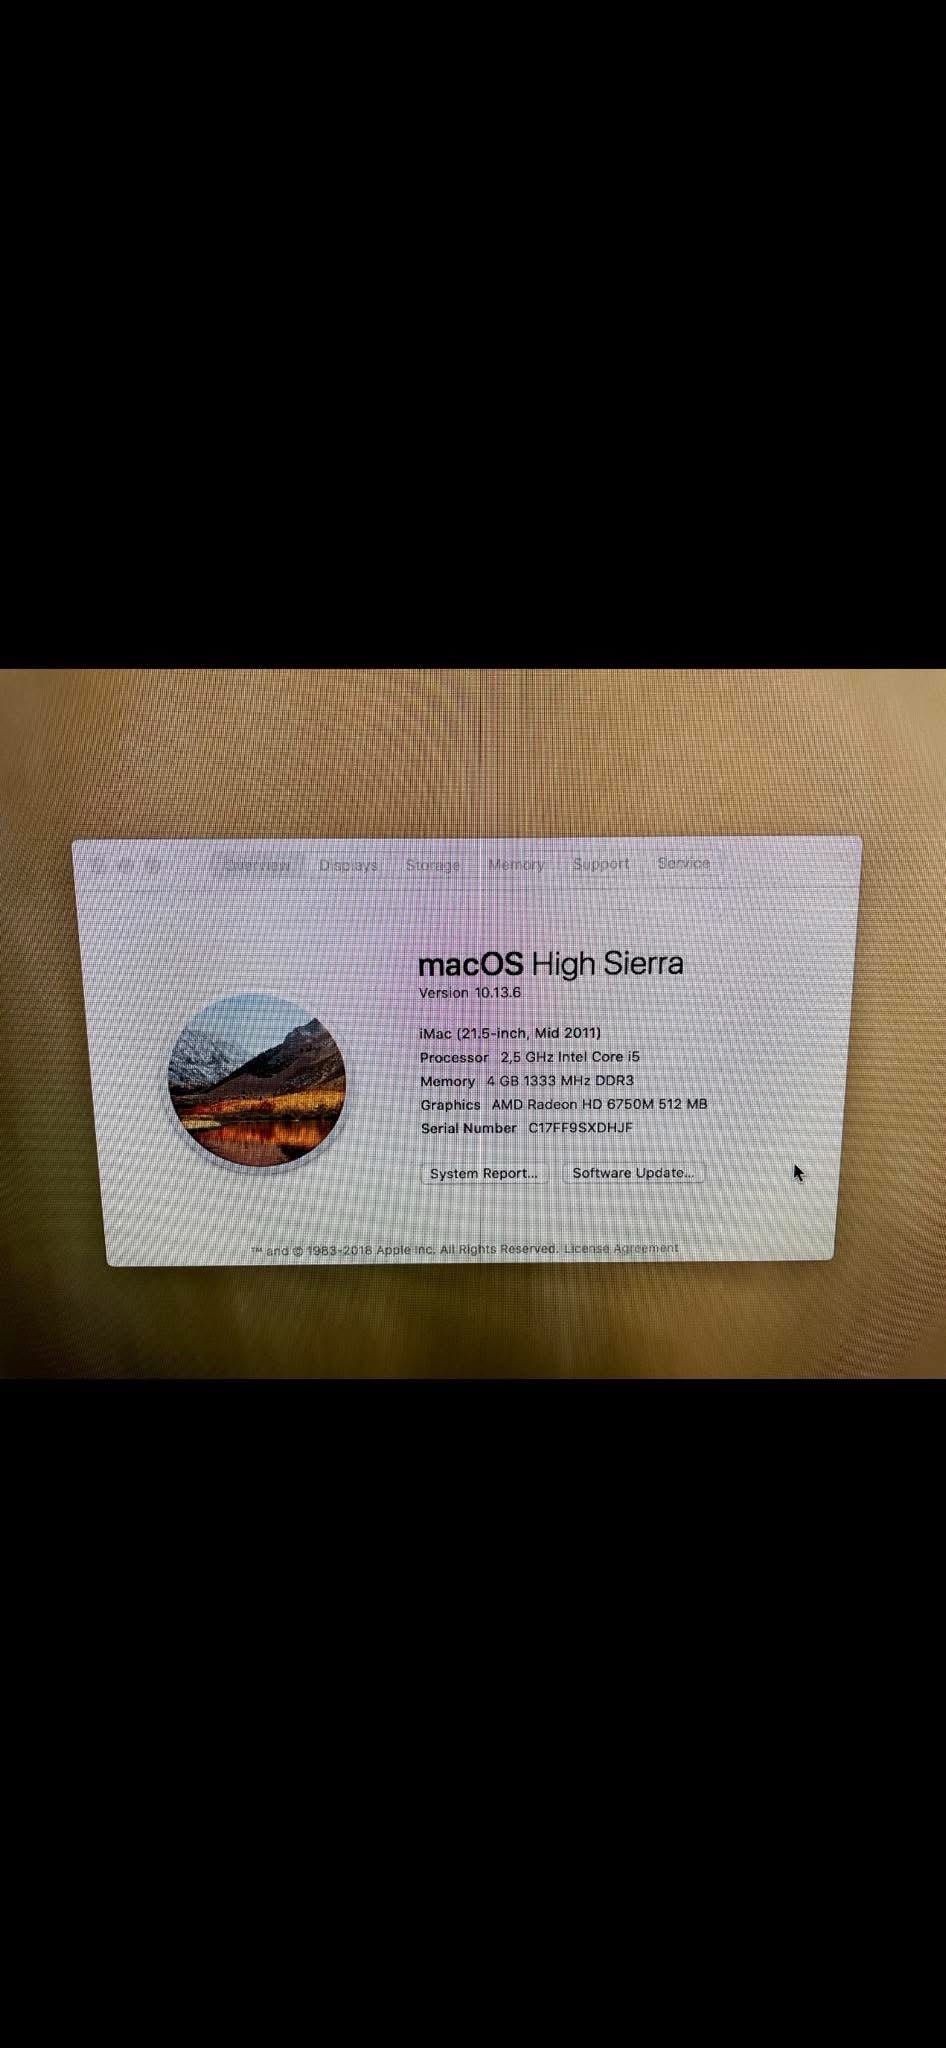 Overview Displays Storage Memory Support Service
macOS High Sierra
Version 10.13.6
iMac (21.5-inch, Mid 2011)
Processor 2,5 GHz Intel Core i5
Memory 4 GB 1333 MHz DDR3
Graphics AMD Radeon HD 6750M 512 MB
Serial Number C17FF9SXDHJF
System Report... Software Update...
™ and © 1983-2018 Apple Inc. All Rights Reserved. License Agreement